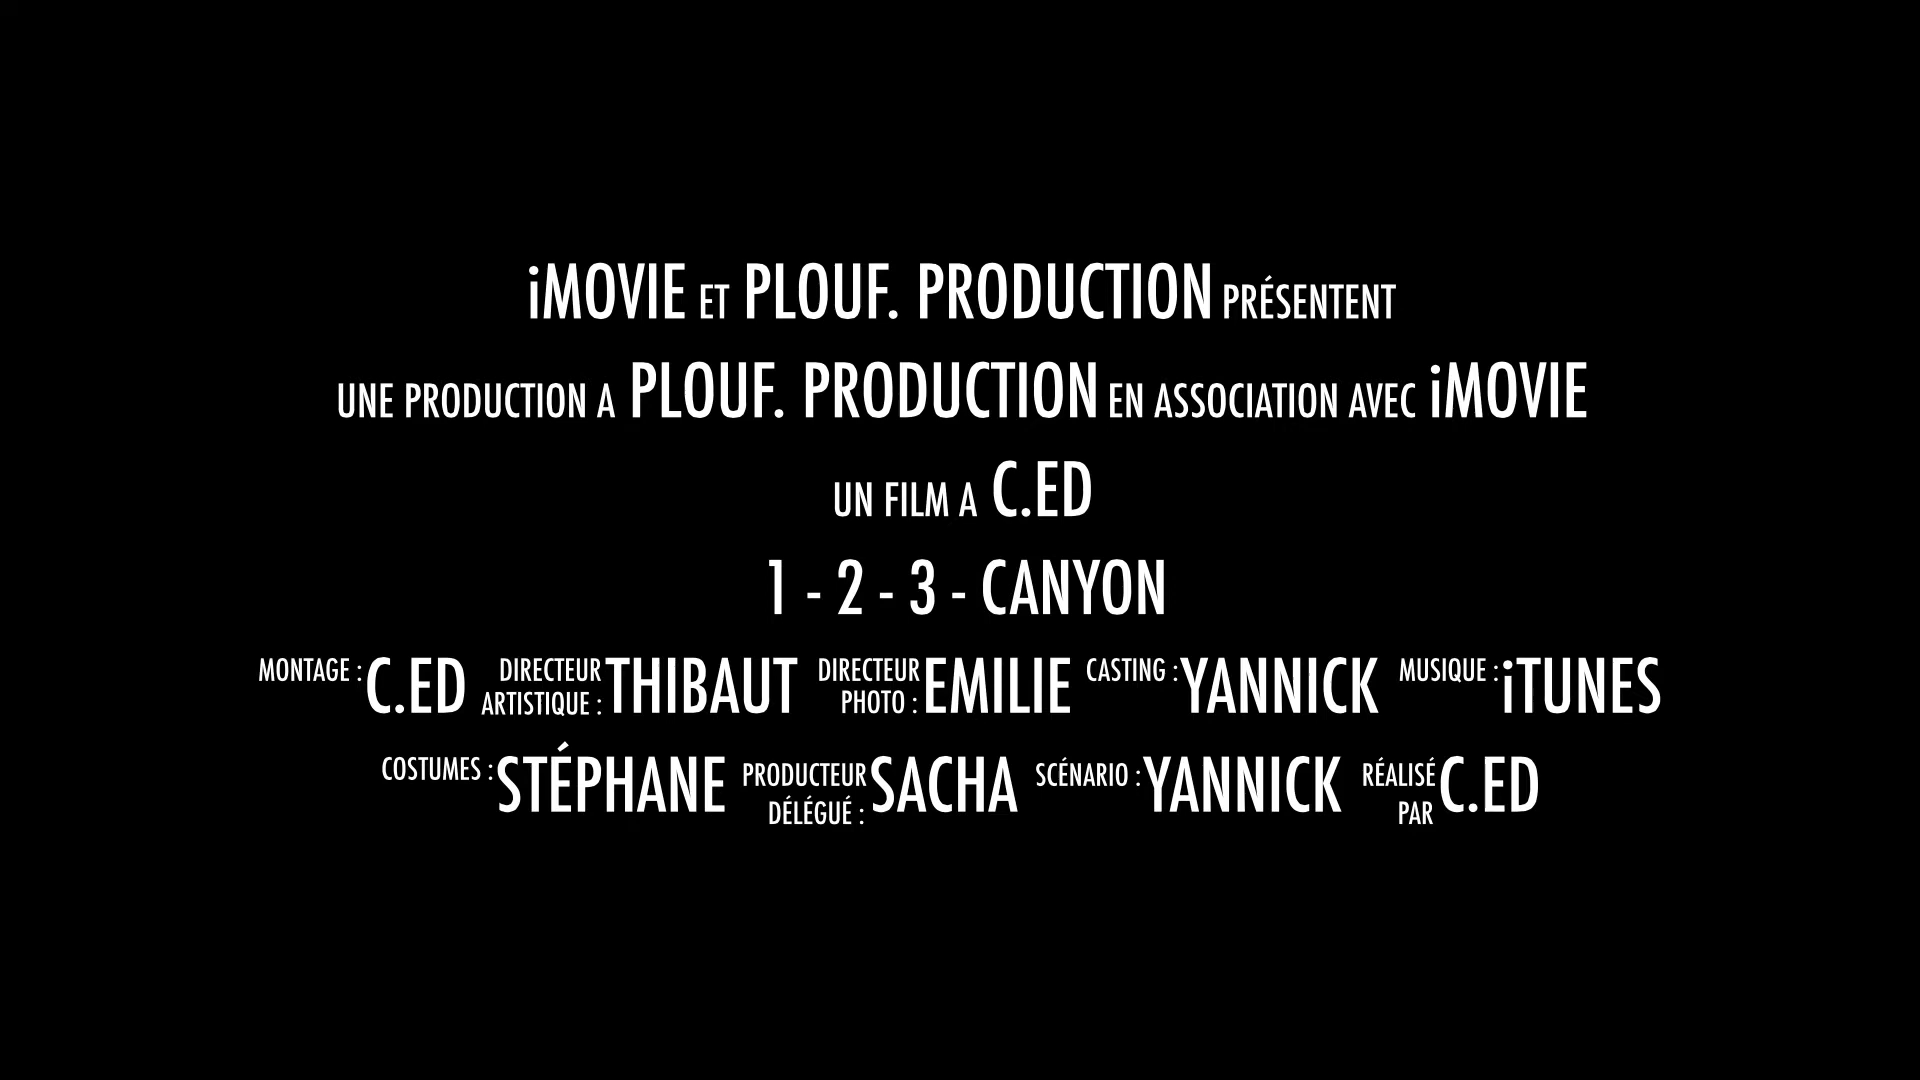 iMOVIE ET PLOUF. PRODUCTION PRÉSENTENT
UNE PRODUCTION A PLOUF. PRODUCTION EN ASSOCIATION AVEC iMOVIE
UN FILM A C.ED
1 - 2 - 3 - CANYON
MONTAGE : C.ED DIRECTEUR ARTISTIQUE : THIBAUT DIRECTEUR PHOTO : EMILIE CASTING : YANNICK MUSIQUE : iTUNES
COSTUMES : STÉPHANE PRODUCTEUR DÉLÉGUÉ : SACHA SCÉNARIO : YANNICK RÉALISÉ PAR C.ED